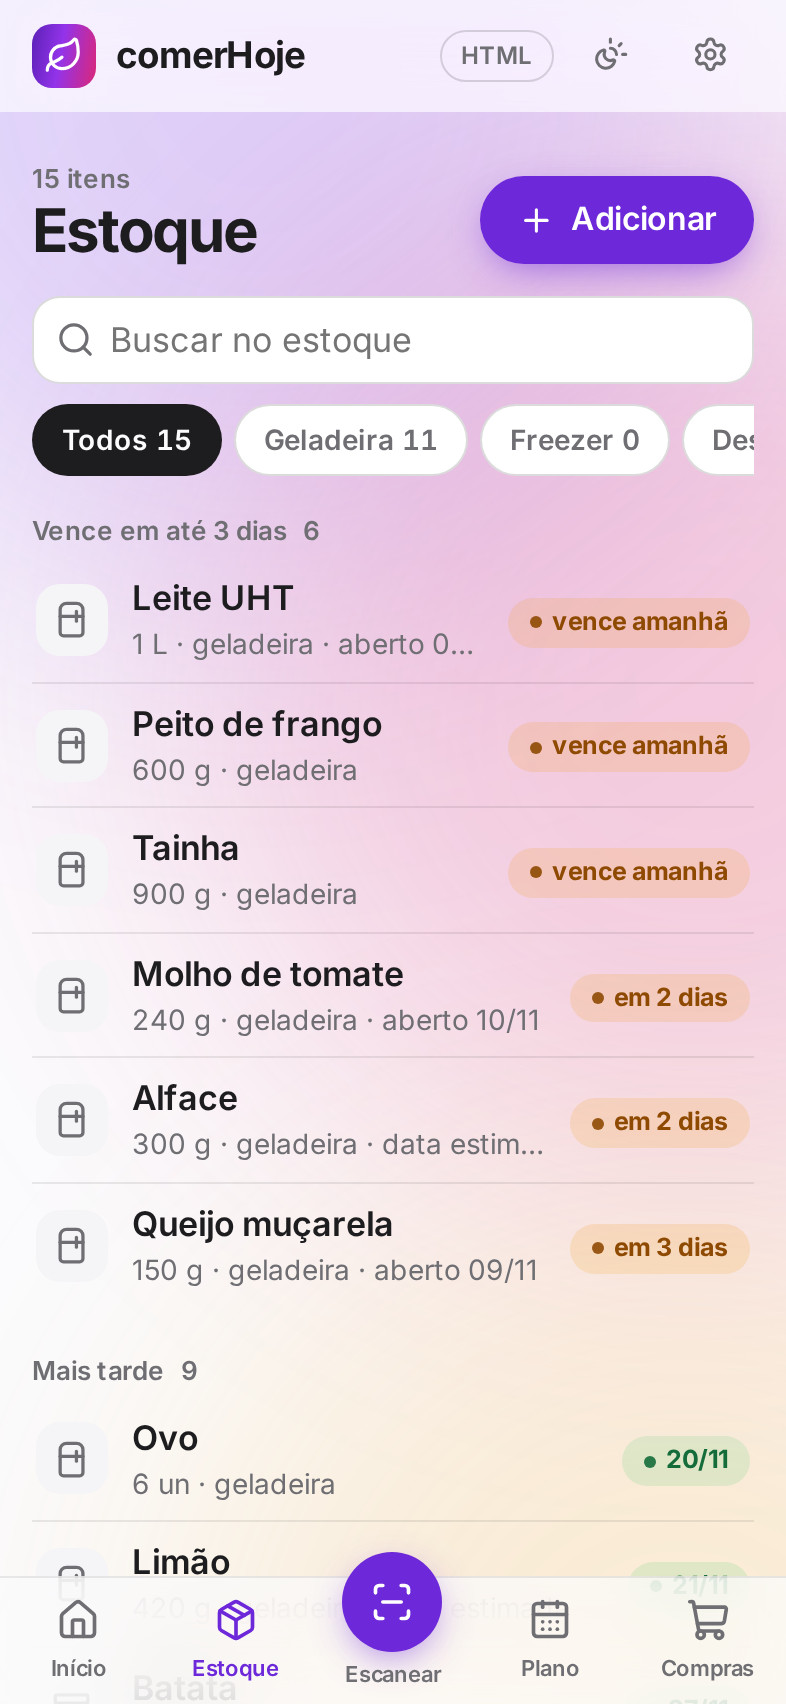 comerHoje
HTML
15 itens
Estoque
Adicionar
Buscar no estoque
Todos 15
Geladeira 11
Freezer 0
Des
Vence em até 3 dias 6
Leite UHT
1 L · geladeira · aberto 0...
vence amanhã
Peito de frango
600 g · geladeira
vence amanhã
Tainha
900 g · geladeira
vence amanhã
Molho de tomate
240 g · geladeira · aberto 10/11
em 2 dias
Alface
300 g · geladeira · data estim...
em 2 dias
Queijo muçarela
150 g · geladeira · aberto 09/11
em 3 dias
Mais tarde 9
Ovo
6 un · geladeira
20/11
Limão
420 g
21/11
Batata
Início
Estoque
Escanear
Plano
Compras